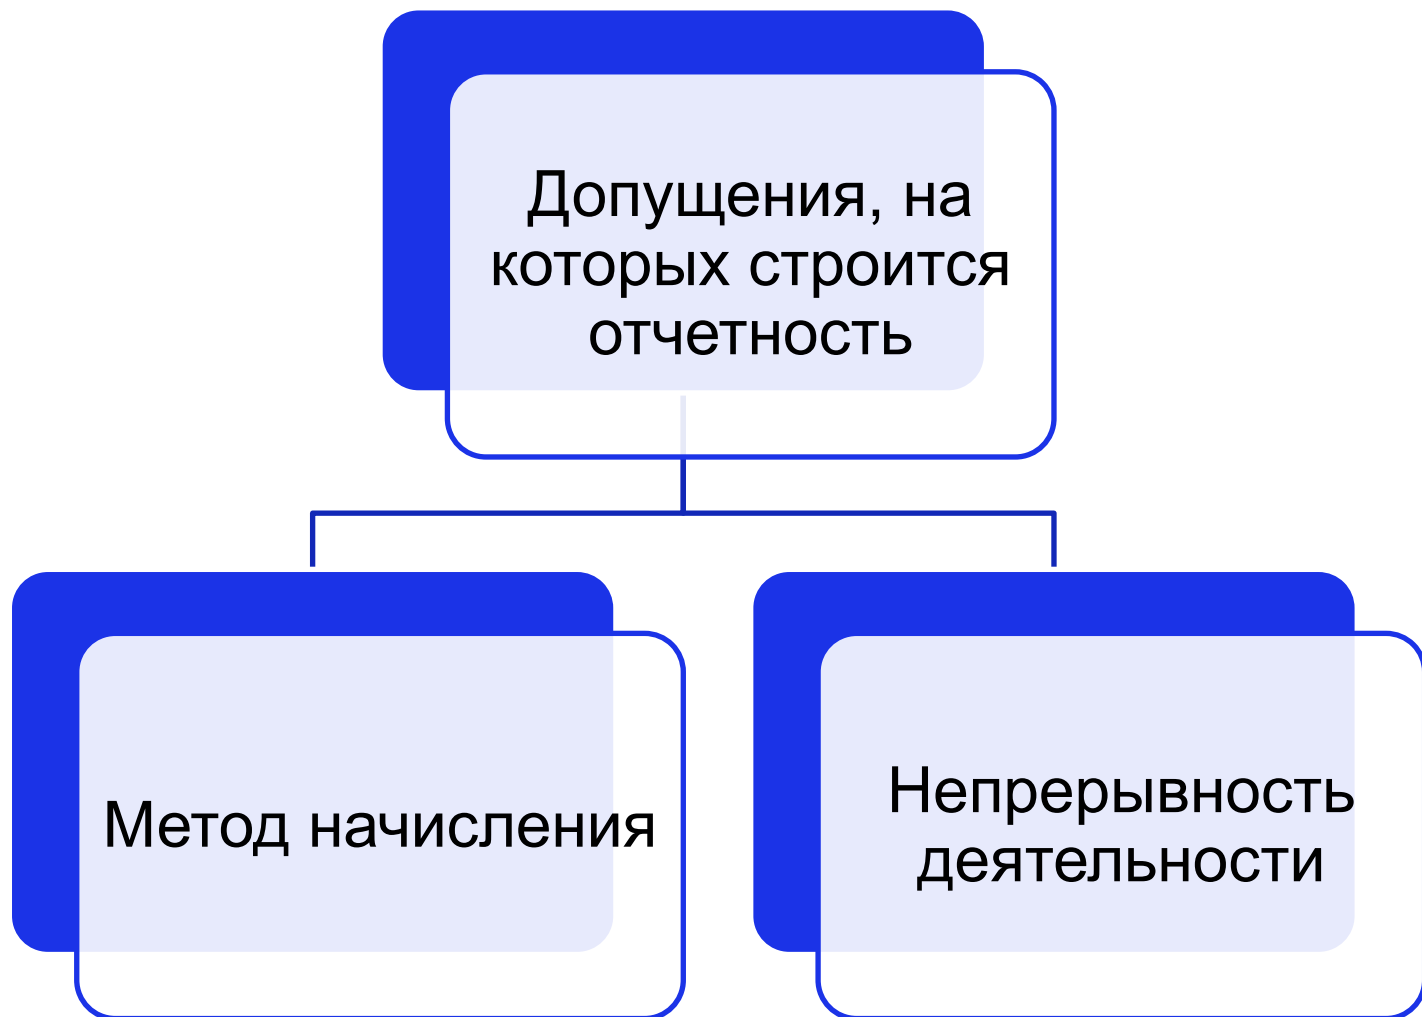 Допущения, на
которых строится
отчетность
Метод начисления
Непрерывность
деятельности